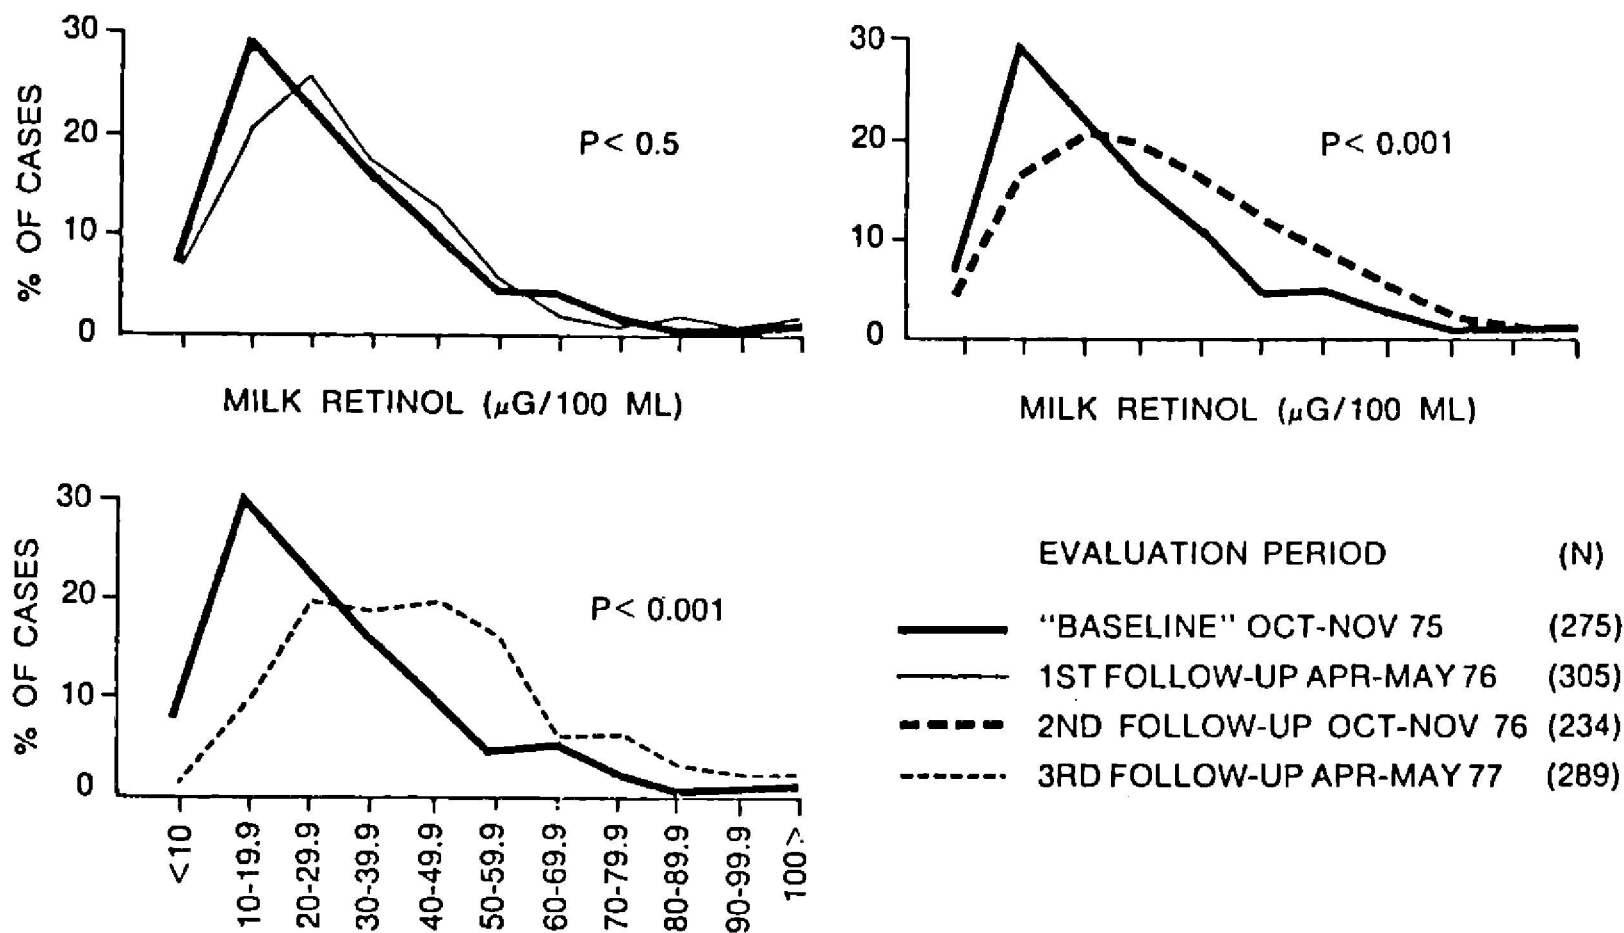 30
20
10
0
% OF CASES
P< 0.5
MILK RETINOL (µG/100 ML)
30
20
10
0
P< 0.001
MILK RETINOL (µG/100 ML)
30
20
10
0
% OF CASES
P< 0.001
<10
10-19.9
20-29.9
30-39.9
40-49.9
50-59.9
60-69.9
70-79.9
80-89.9
90-99.9
100>
EVALUATION PERIOD (N)
"BASELINE" OCT-NOV 75 (275)
1ST FOLLOW-UP APR-MAY 76 (305)
2ND FOLLOW-UP OCT-NOV 76 (234)
3RD FOLLOW-UP APR-MAY 77 (289)